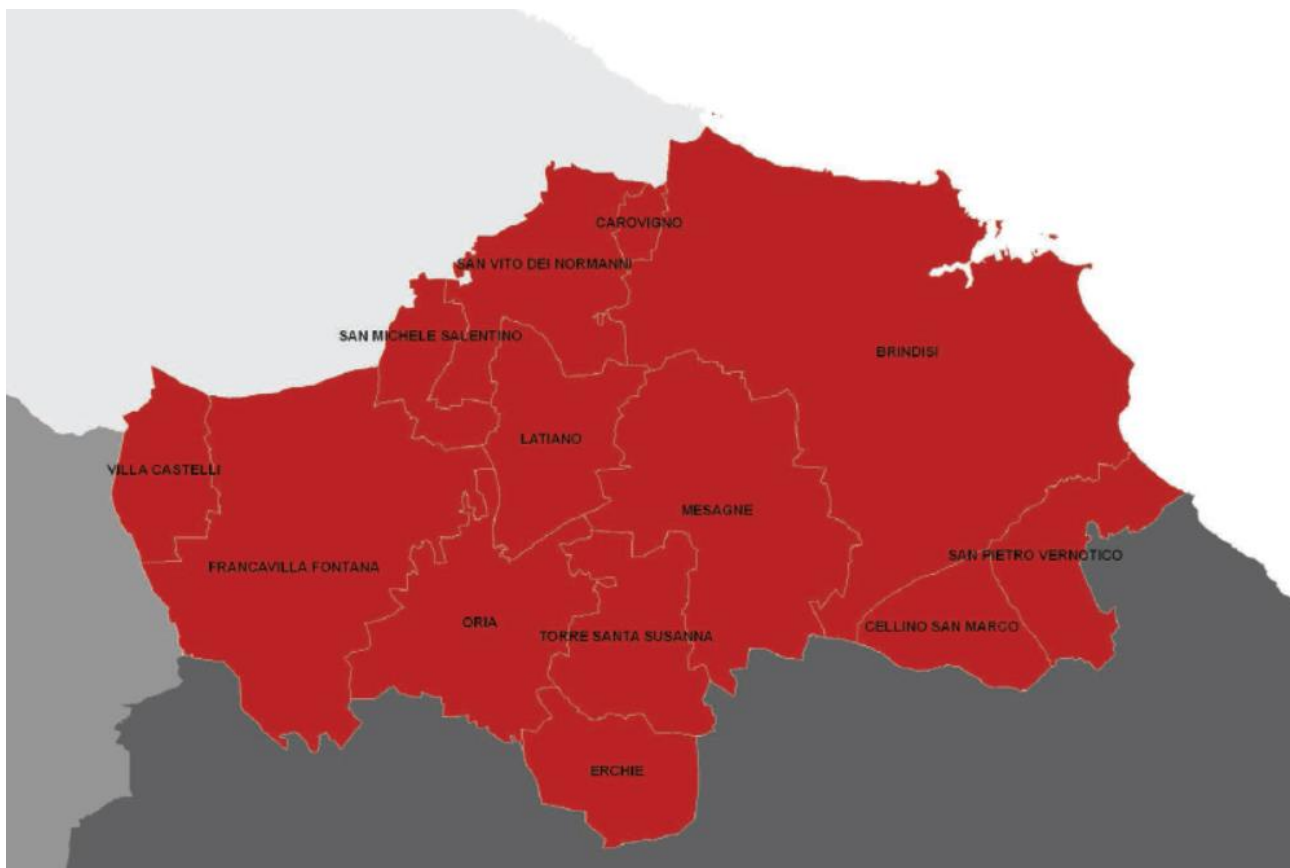 CAROVIGNO
SAN VITO DEI NORMANNI
SAN MICHELE SALENTINO
BRINDISI
LATIANO
VILLA CASTELLI
MESAGNE
SAN PIETRO VERNOTICO
FRANCAVILLA FONTANA
ORIA
CELLINO SAN MARCO
TORRE SANTA SUSANNA
ERCHIE